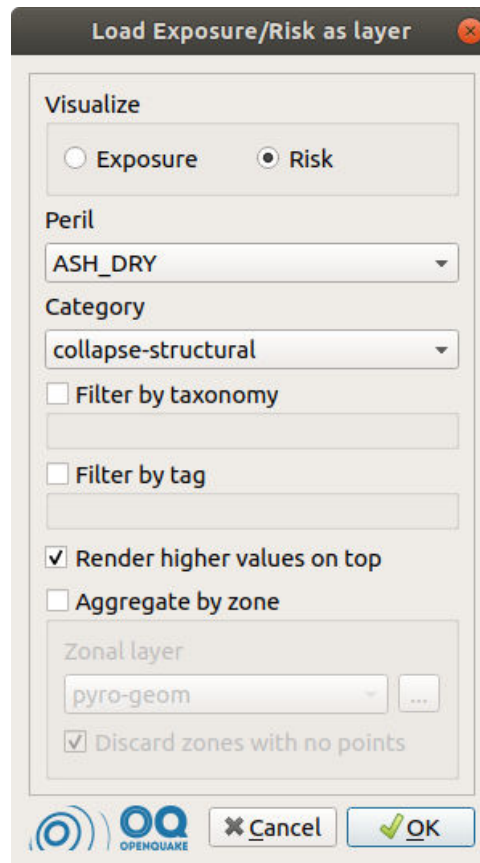 Load Exposure/Risk as layer
Visualize
Exposure Risk
Peril
ASH_DRY
Category
collapse-structural
Filter by taxonomy
Filter by tag
Render higher values on top
Aggregate by zone
Zonal layer
pyro-geom ...
Discard zones with no points
OQ
OPENQUAKE
Cancel OK